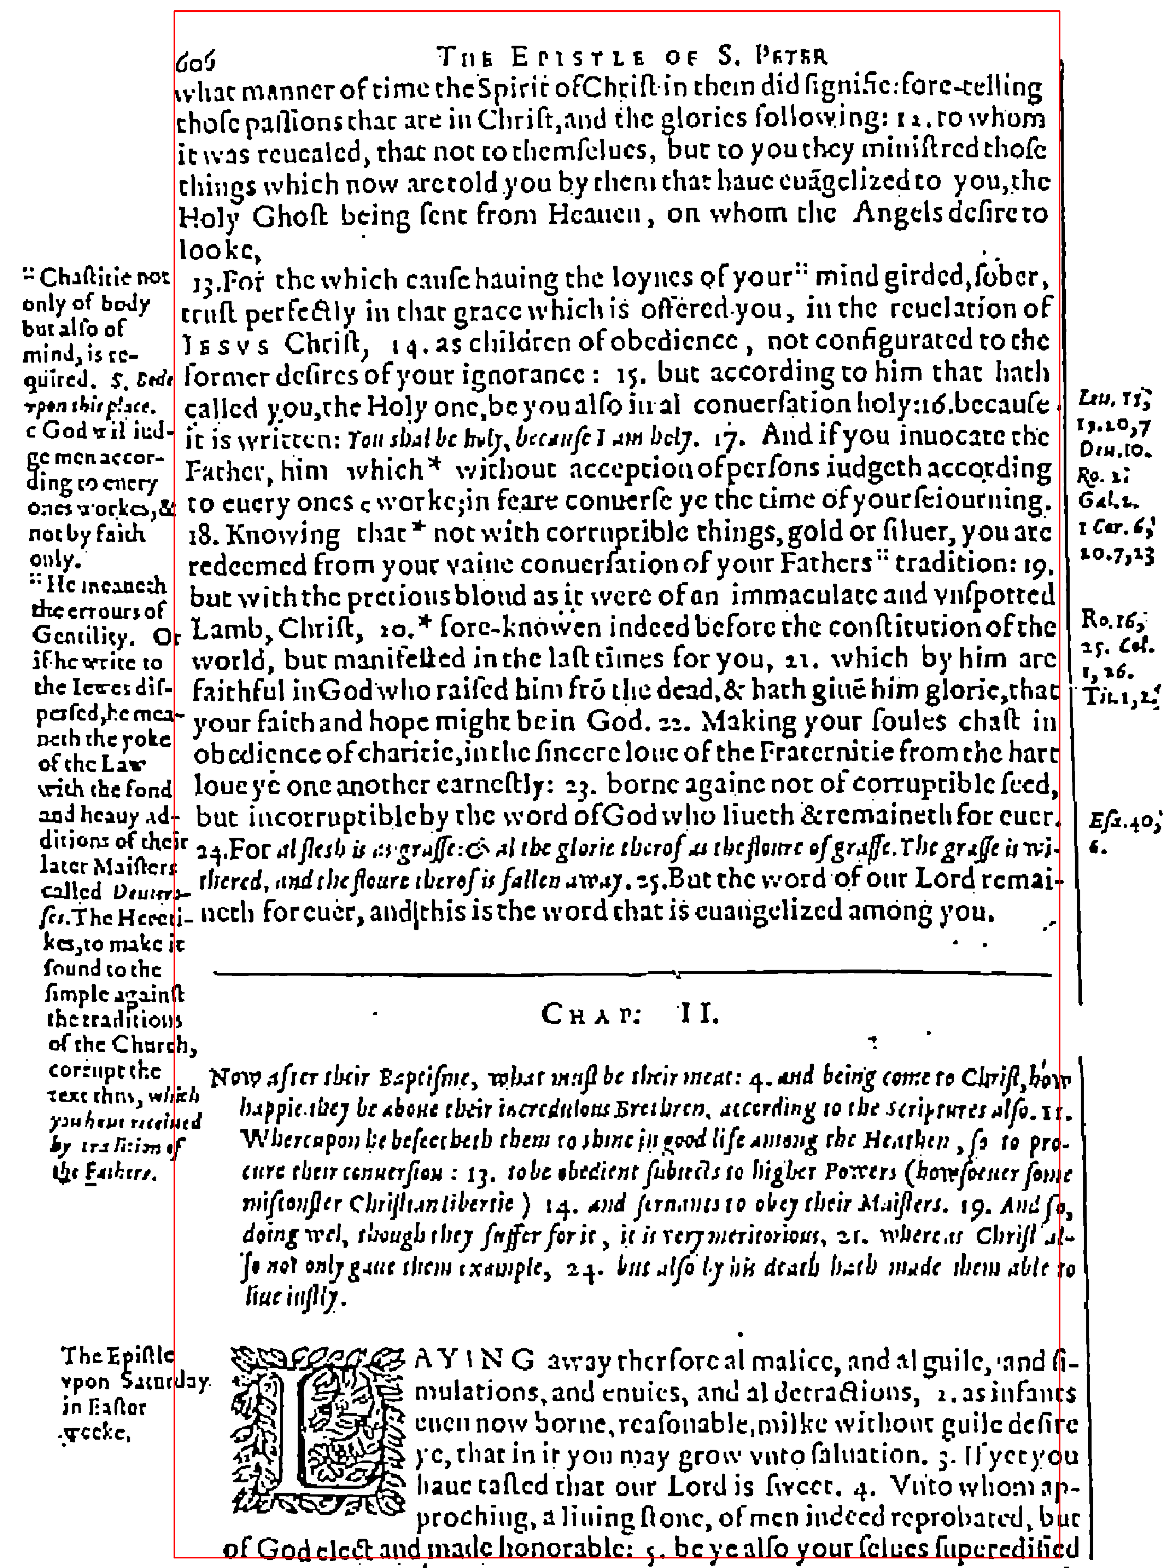 606 THE EPISTLE OF S. PETER
what manner of time the Spirit of Chriſt in them did ſignifie: fore-telling
thoſe paſſions that are in Chriſt, and the glories following: 12. to whom
it was reuealed, that not to themſelues, but to you they miniſtred thoſe
things which now are told you by them that haue euãgelized to you, the
Holy Ghoſt being ſent from Heauen, on whom the Angels deſire to
looke,
13. For the which cauſe hauing the loynes of your :: mind girded, ſober,
truſt perfectly in that grace which is offered you, in the reuelation of
IESVS Chriſt, 14. as children of obedience, not configurated to the
former deſires of your ignorance: 15. but according to him that hath
called you, the Holy one, be you alſo in al conuerſation holy: 16. becauſe
it is written: You shal be holy, becauſe I am holy. 17. And if you inuocate the
Father, him which * without acception of perſons iudgeth according
to euery ones c worke; in feare conuerſe ye the time of your ſeiourning.
18. Knowing that * not with corruptible things, gold or ſiluer, you are
redeemed from your vaine conuerſation of your Fathers :: tradition: 19.
but with the pretious bloud as it were of an immaculate and vnſpotted
Lamb, Chriſt, 20. * fore-knowen indeed before the conſtitution of the
world, but manifeſted in the laſt times for you, 21. which by him are
faithful in God who raiſed him frõ the dead, & hath giuẽ him glorie, that
your faith and hope might be in God. 22. Making your ſoules chaſt in
obedience of charitie, in the ſincere loue of the Fraternitie from the hart
loue ye one another earneſtly: 23. borne againe not of corruptible ſeed,
but incorruptible by the word of God who liueth & remaineth for euer.
24. For al flesh is as graſſe: & al the glorie therof as the floure of graſſe. The graſſe is wi-
thered, and the floure therof is fallen away. 25. But the word of our Lord remai-
neth for euer, and this is the word that is euangelized among you.
:: Chaſtitie not
only of body
but alſo of
mind, is re-
quired. S. Bede
vpon this place.
c God wil iud-
ge men accor-
ding to euery
ones workes, &
not by faith
only.
:: He meaneth
the errours of
Gentility. Or
if he write to
the Iewes diſ-
perſed, he mea-
neth the yoke
of the Law
with the fond
and heauy ad-
ditions of their
later Maiſters
called Deutero-
ſes. The Hereti-
kes, to make it
ſound to the
ſimple againſt
the traditions
of the Church,
corrupt the
text thus, which
you haue receiued
by tradition of
the Fathers.
Leu. 11,
19. 20, 7
Deu. 10.
Ro. 2.
Gal. 2.
1 Cor. 6,
20. 7, 23
Ro. 16,
25. Col.
1, 26.
Tit. 1, 2.
Eſa. 40,
6.
CHAP. II.
Now after their Baptiſme, what muſt be their meat: 4. and being come to Chriſt, how
happie they be aboue their incredulous Brethren, according to the Scriptures alſo. 11.
Whereupon he beſeecheth them to shine in good life among the Heathen, ſo to pro-
cure their conuerſion: 13. to be obedient ſubiects to higher Powers (howſoeuer ſome
miſconſter Chriſtian libertie) 14. and ſeruants to obey their Maiſters. 19. And ſo,
doing wel, though they ſuffer for it, it is very meritorious, 21. whereas Chriſt al-
ſo not only gaue them example, 24. but alſo by his death hath made them able to
liue iuſtly.
The Epiſtle
vpon Saturday
in Eaſter
weeke.
LAYING away therfore al malice, and al guile, and ſi-
mulations, and enuies, and al detractions, 2. as infants
euen now borne, reaſonable, milke without guile deſire
ye, that in it you may grow vnto ſaluation. 3. If yet you
haue taſted that our Lord is ſweet. 4. Vnto whom ap-
proching, a liuing ſtone, of men indeed reprobated, but
of God elect and made honorable: 5. be ye alſo your ſelues ſuperedified